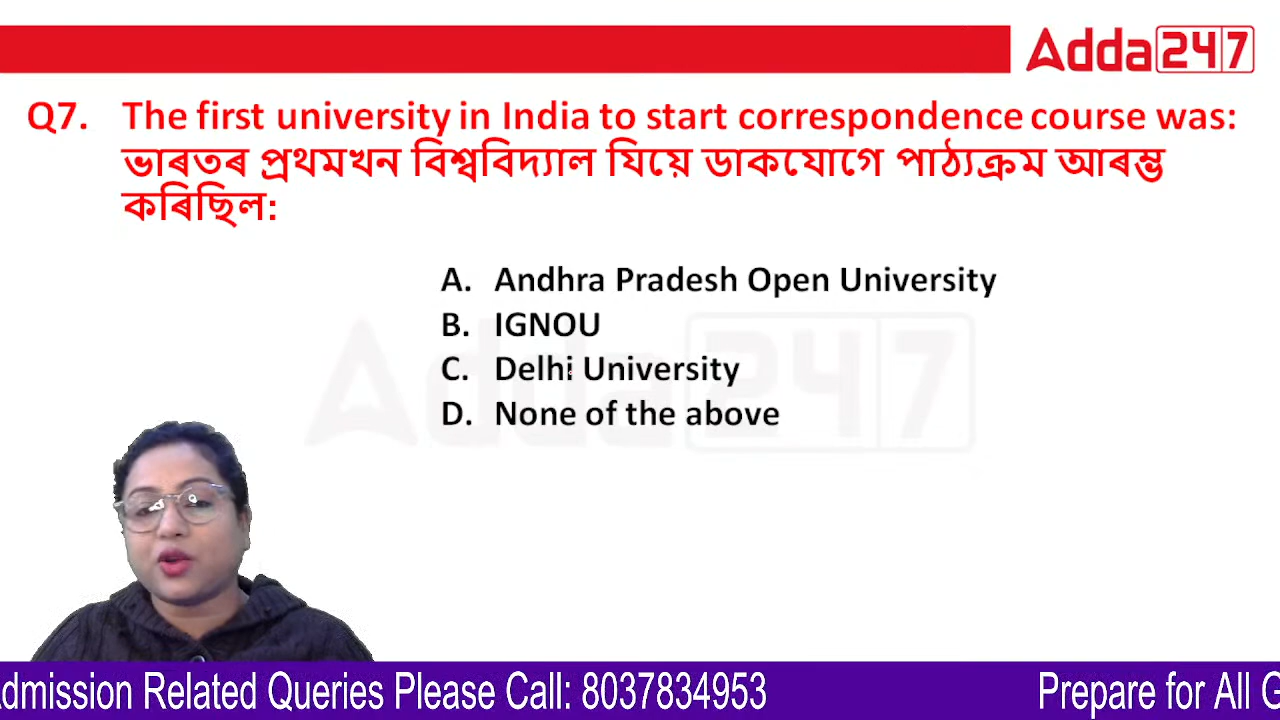 Adda247
Q7. The first university in India to start correspondence course was:
ভাৰতৰ প্ৰথমখন বিশ্ববিদ্যাল যিয়ে ডাকযোগে পাঠ্যক্ৰম আৰম্ভ
কৰিছিল:
A. Andhra Pradesh Open University
B. IGNOU
C. Delhi University
D. None of the above
Adda247
dmission Related Queries Please Call: 8037834953 Prepare for All G